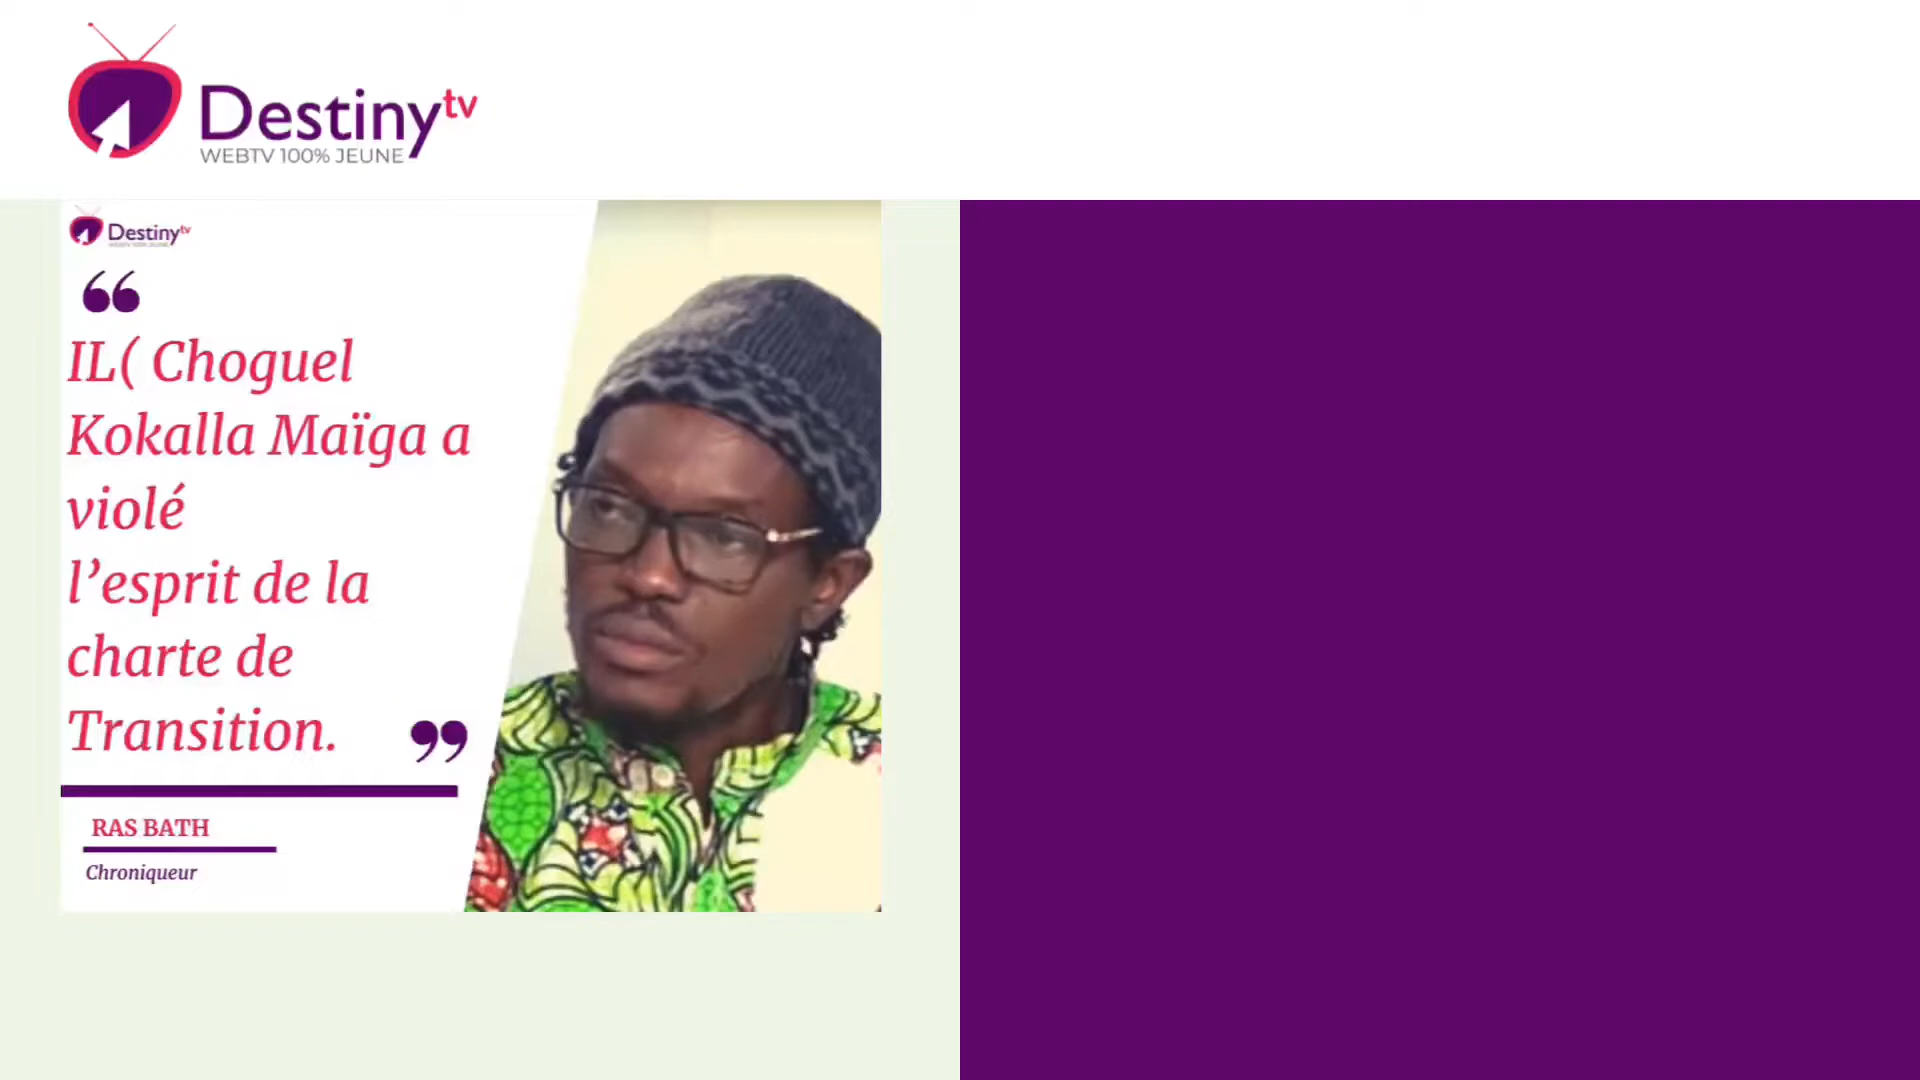 Destiny tv
WEBTV 100% JEUNE
Destiny tv
“
IL( Choguel
Kokalla Maïga a
violé
l’esprit de la
charte de
Transition.
”
RAS BATH
Chroniqueur